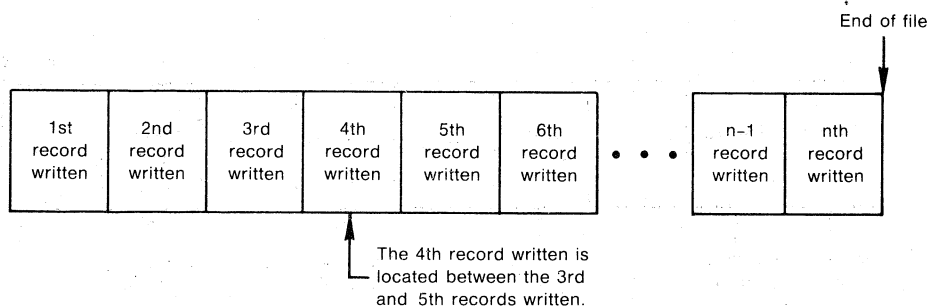 End of file
1st
record
written
2nd
record
written
3rd
record
written
4th
record
written
5th
record
written
6th
record
written
• • •
n-1
record
written
nth
record
written
The 4th record written is
located between the 3rd
and 5th records written.